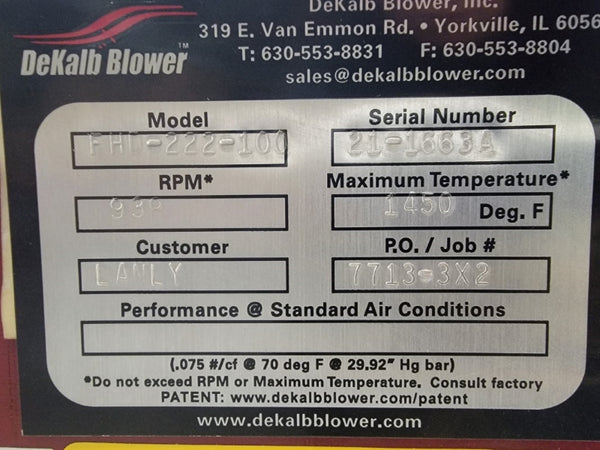 DeKalb Blower, Inc.
319 E. Van Emmon Rd. • Yorkville, IL 6056
T: 630-553-8831 F: 630-553-8804
sales@dekalbblower.com
DeKalb Blower™
Model Serial Number
-222-100 21-1663A
RPM* Maximum Temperature*
1450 Deg. F
Customer P.O. / Job #
LANLY 7713-3X2
Performance @ Standard Air Conditions
(.075 #/cf @ 70 deg F @ 29.92" Hg bar)
*Do not exceed RPM or Maximum Temperature. Consult factory
PATENT: www.dekalbblower.com/patent
www.dekalbblower.com